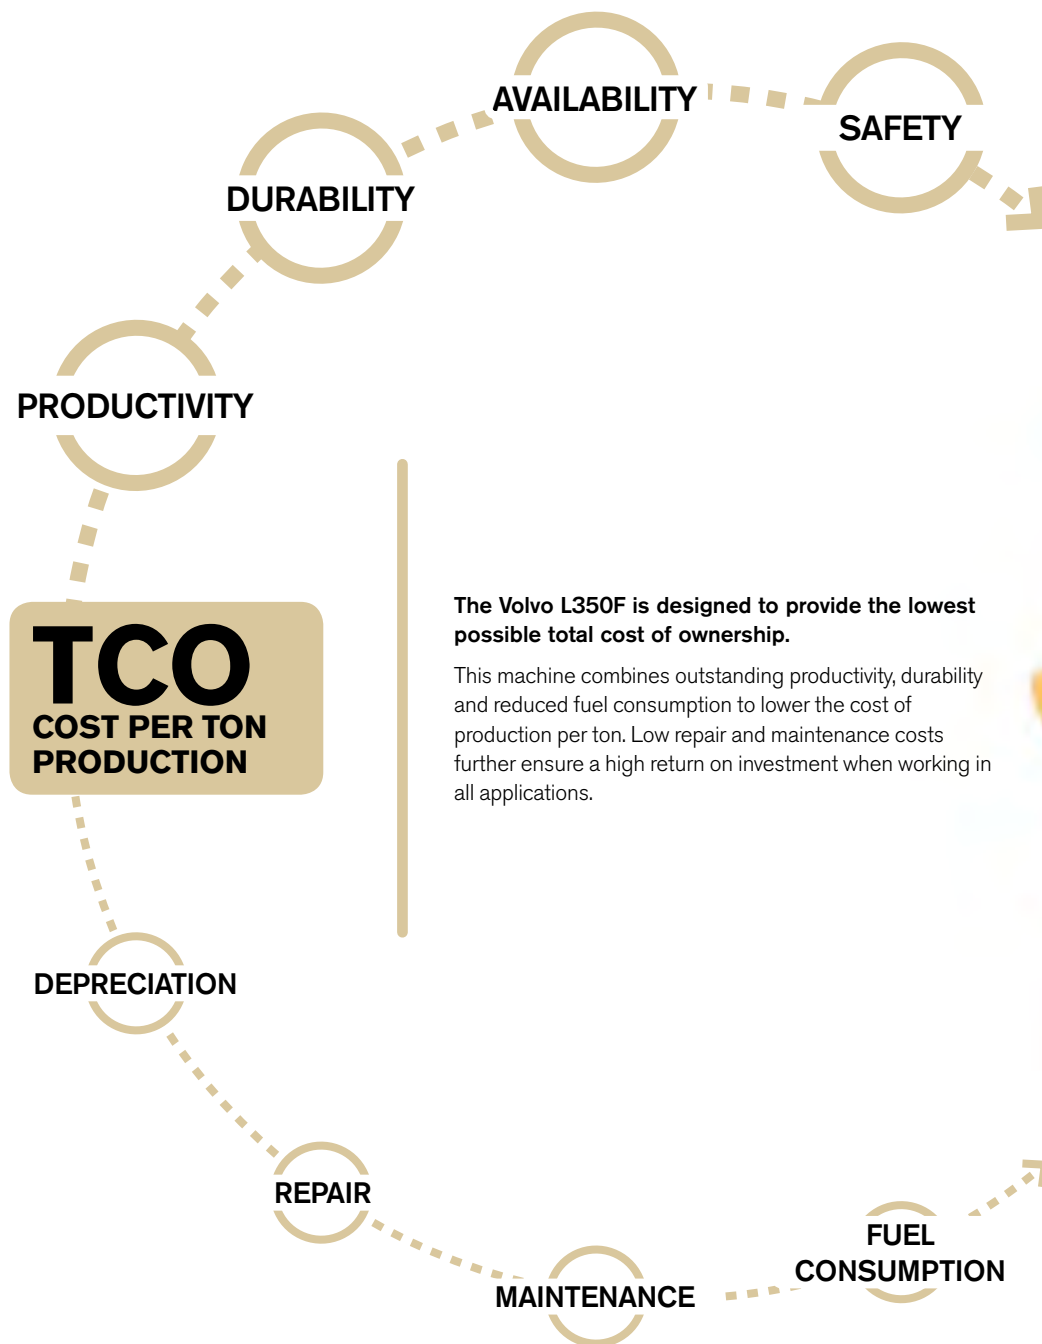 AVAILABILITY
SAFETY
DURABILITY
PRODUCTIVITY
TCO
COST PER TON
PRODUCTION
The Volvo L350F is designed to provide the lowest
possible total cost of ownership.
This machine combines outstanding productivity, durability
and reduced fuel consumption to lower the cost of
production per ton. Low repair and maintenance costs
further ensure a high return on investment when working in
all applications.
DEPRECIATION
REPAIR
FUEL
CONSUMPTION
MAINTENANCE